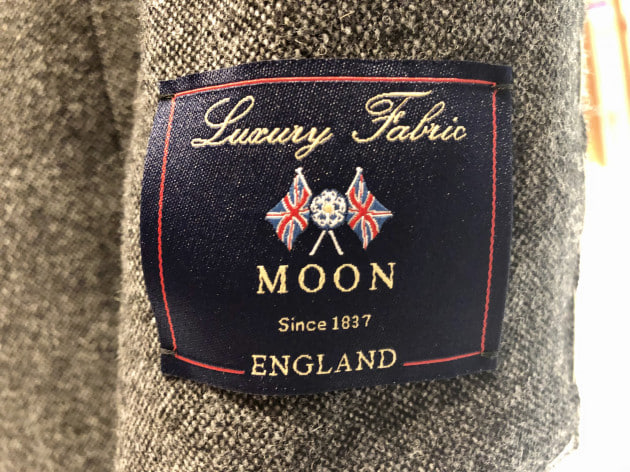 Luxury Fabric
MOON
Since 1837
ENGLAND